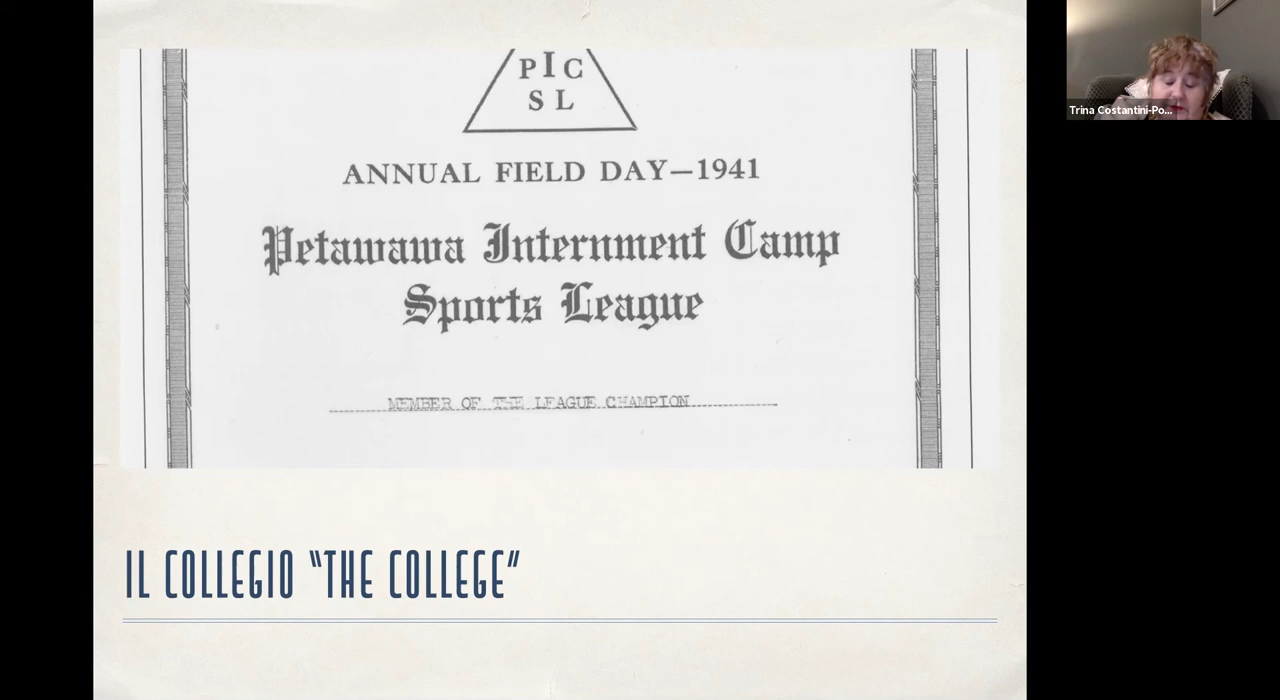 PIC
SL
ANNUAL FIELD DAY—1941
Petawawa Internment Camp
Sports League
MEMBER OF THE LEAGUE CHAMPION
IL COLLEGIO “THE COLLEGE”
Trina Costantini-Po...